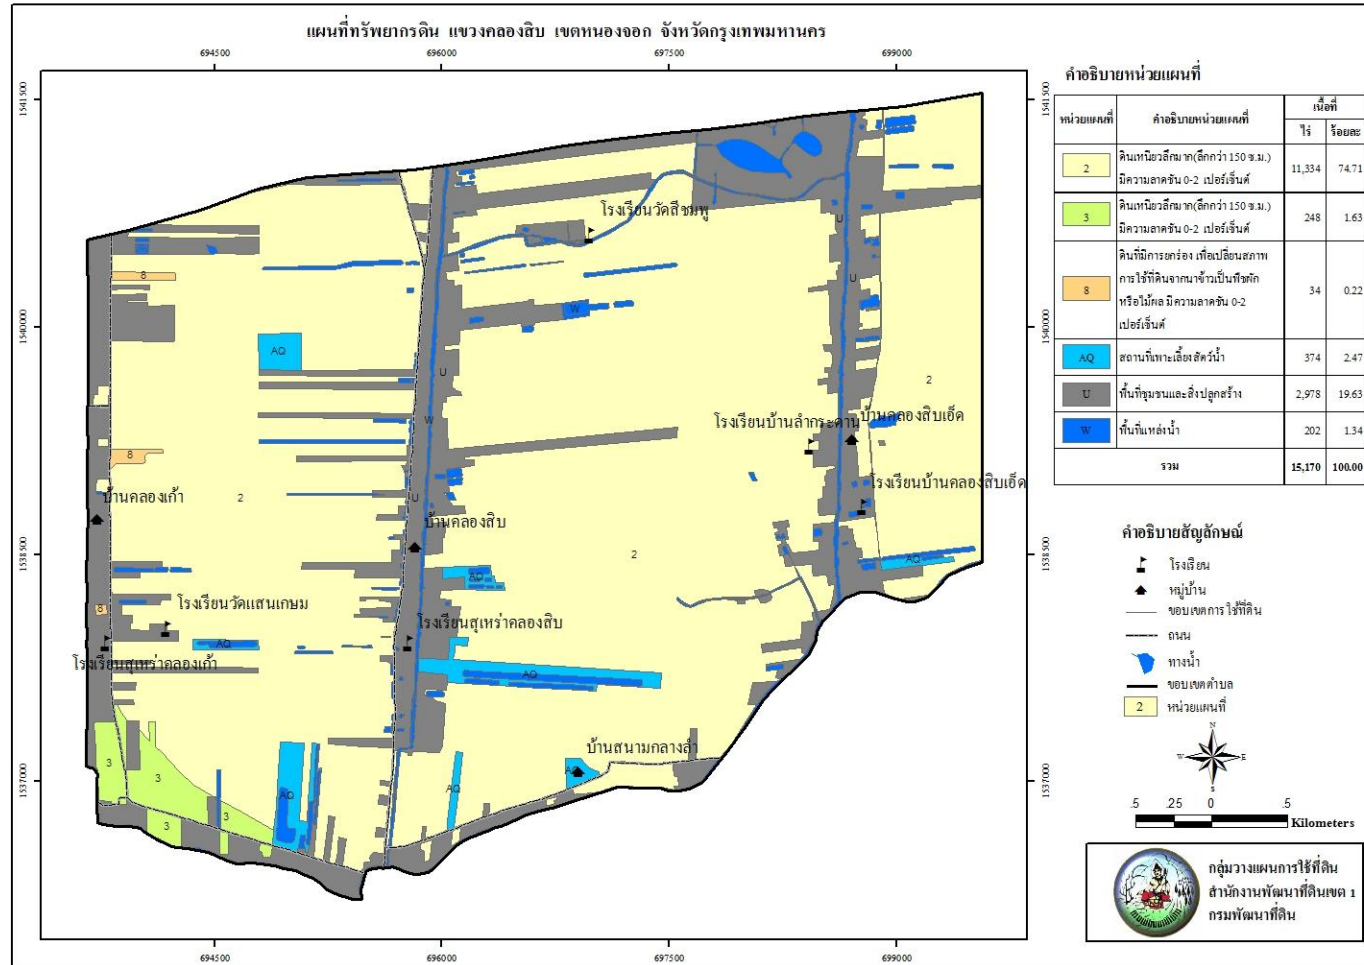 แผนที่ทรัพยากรดิน แขวงคลองสิบ เขตหนองจอก จังหวัดกรุงเทพมหานคร
694500 696000 697500 699000
1541500 1541500
1540000 1540000
1538500 1538500
1537000 1537000
694500 696000 697500 699000
โรงเรียนวัดสีชมพู
U
8
U
W
AQ
U
2
W
โรงเรียนบ้านลำกระดาน
บ้านคลองสิบเอ็ด
8
โรงเรียนบ้านคลองสิบเอ็ด
บ้านคลองเก้า
2
U
บ้านคลองสิบ
2
AQ
AQ
8
โรงเรียนวัดแสนเกษม
โรงเรียนสุเหร่าคลองสิบ
AQ
โรงเรียนสุเหร่าคลองเก้า
AQ
บ้านสนามกลางลำ
3
3
AQ
AQ
AQ
3
3
คำอธิบายหน่วยแผนที่
หน่วยแผนที่ คำอธิบายหน่วยแผนที่ เนื้อที่
ไร่ ร้อยละ
2 ดินเหนียวลึกมาก(ลึกกว่า 150 ซ.ม.) มีความลาดชัน 0-2 เปอร์เซ็นต์ 11,334 74.71
3 ดินเหนียวลึกมาก(ลึกกว่า 150 ซ.ม.) มีความลาดชัน 0-2 เปอร์เซ็นต์ 248 1.63
8 ดินที่มีการยกร่อง เพื่อเปลี่ยนสภาพ การใช้ที่ดินจากนาข้าวเป็นพืชผัก หรือไม้ผล มีความลาดชัน 0-2 เปอร์เซ็นต์ 34 0.22
AQ สถานที่เพาะเลี้ยงสัตว์น้ำ 374 2.47
U พื้นที่ชุมชนและสิ่งปลูกสร้าง 2,978 19.63
W พื้นที่แหล่งน้ำ 202 1.34
รวม 15,170 100.00
คำอธิบายสัญลักษณ์
โรงเรียน
หมู่บ้าน
ขอบเขตการใช้ที่ดิน
ถนน
ทางน้ำ
ขอบเขตตำบล
2 หน่วยแผนที่
N
W E
S
.5 .25 0 .5
Kilometers
กลุ่มวางแผนการใช้ที่ดิน
สำนักงานพัฒนาที่ดินเขต 1
กรมพัฒนาที่ดิน